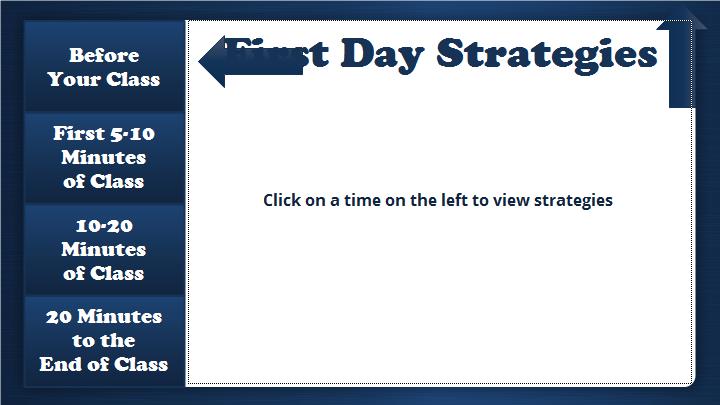 First Day Strategies
Before
Your Class
First 5-10
Minutes
of Class
10-20
Minutes
of Class
20 Minutes
to the
End of Class
Click on a time on the left to view strategies